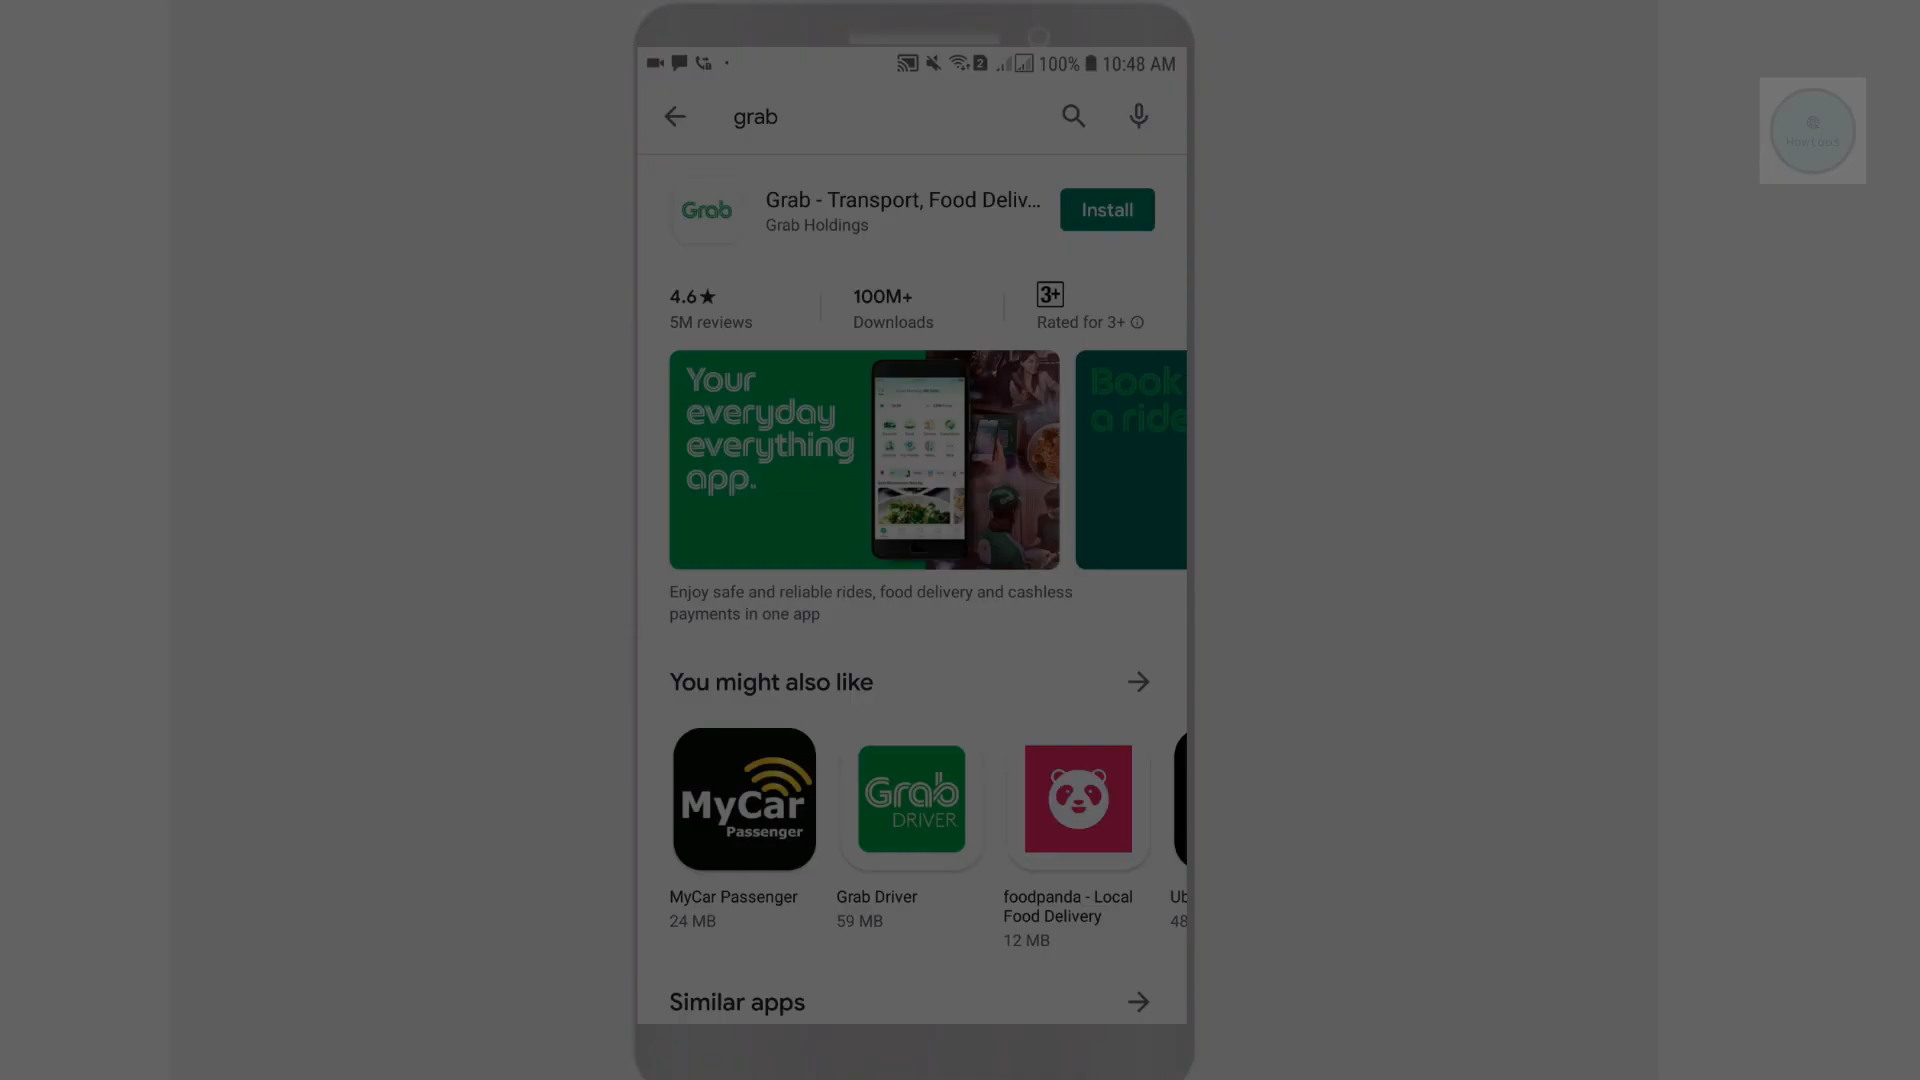 100% 10:48 AM
grab
Grab
Grab - Transport, Food Deliv...
Grab Holdings
Install
4.6★
5M reviews
100M+
Downloads
3+
Rated for 3+
Your
everyday
everything
app.
Book
a ride
Enjoy safe and reliable rides, food delivery and cashless
payments in one app
You might also like
MyCar
Passenger
Grab
DRIVER
MyCar Passenger
24 MB
Grab Driver
59 MB
foodpanda - Local
Food Delivery
12 MB
Ub
48
Similar apps